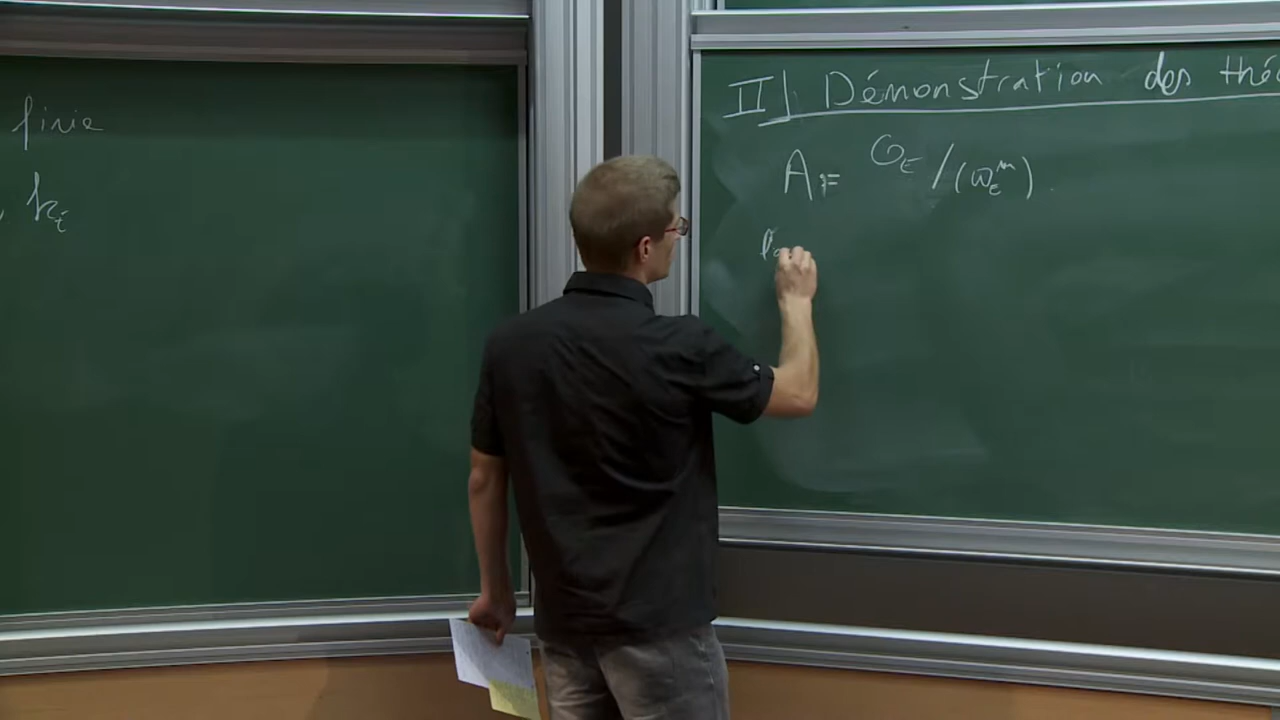 finie
, k_E
II] Démonstration des thé
A := O_E / (ϖ_E^m).